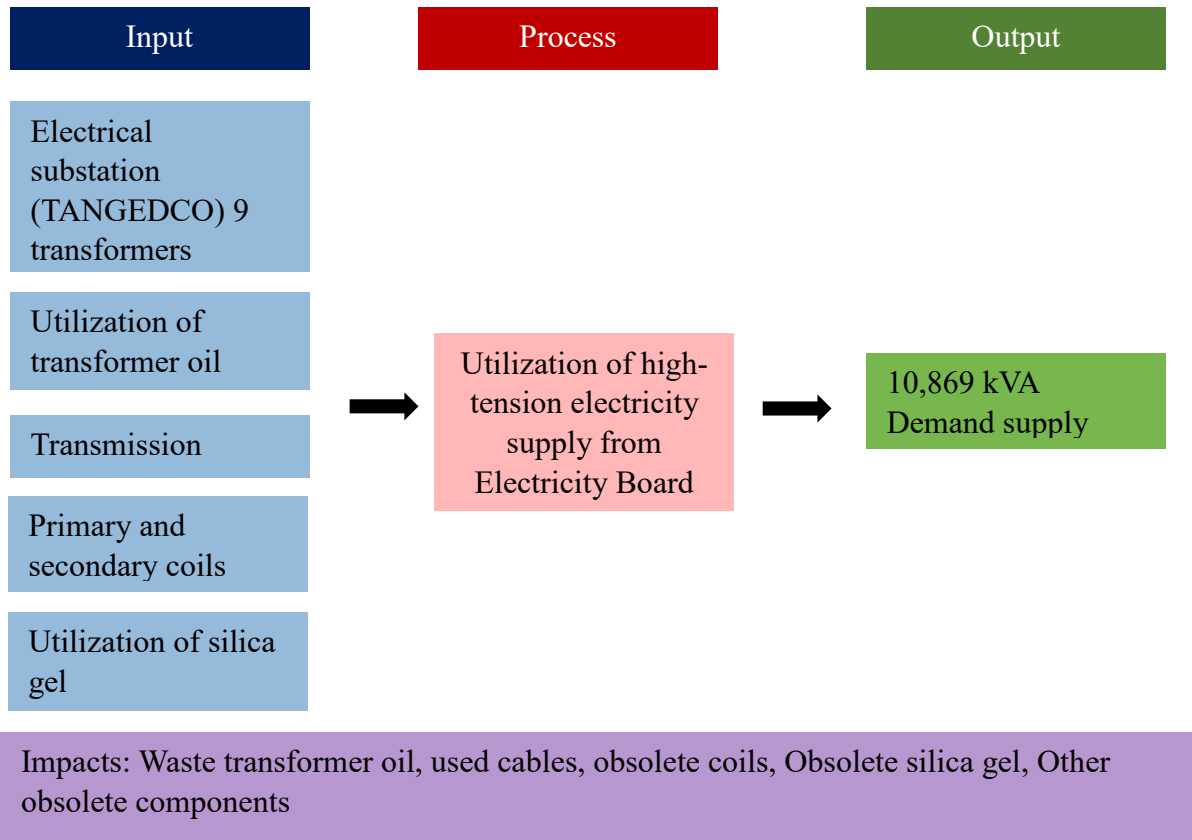 Input
Process
Output
Electrical
substation
(TANGEDCO) 9
transformers
Utilization of
transformer oil
Transmission
Primary and
secondary coils
Utilization of silica
gel
Utilization of high-
tension electricity
supply from
Electricity Board
10,869 kVA
Demand supply
Impacts: Waste transformer oil, used cables, obsolete coils, Obsolete silica gel, Other
obsolete components